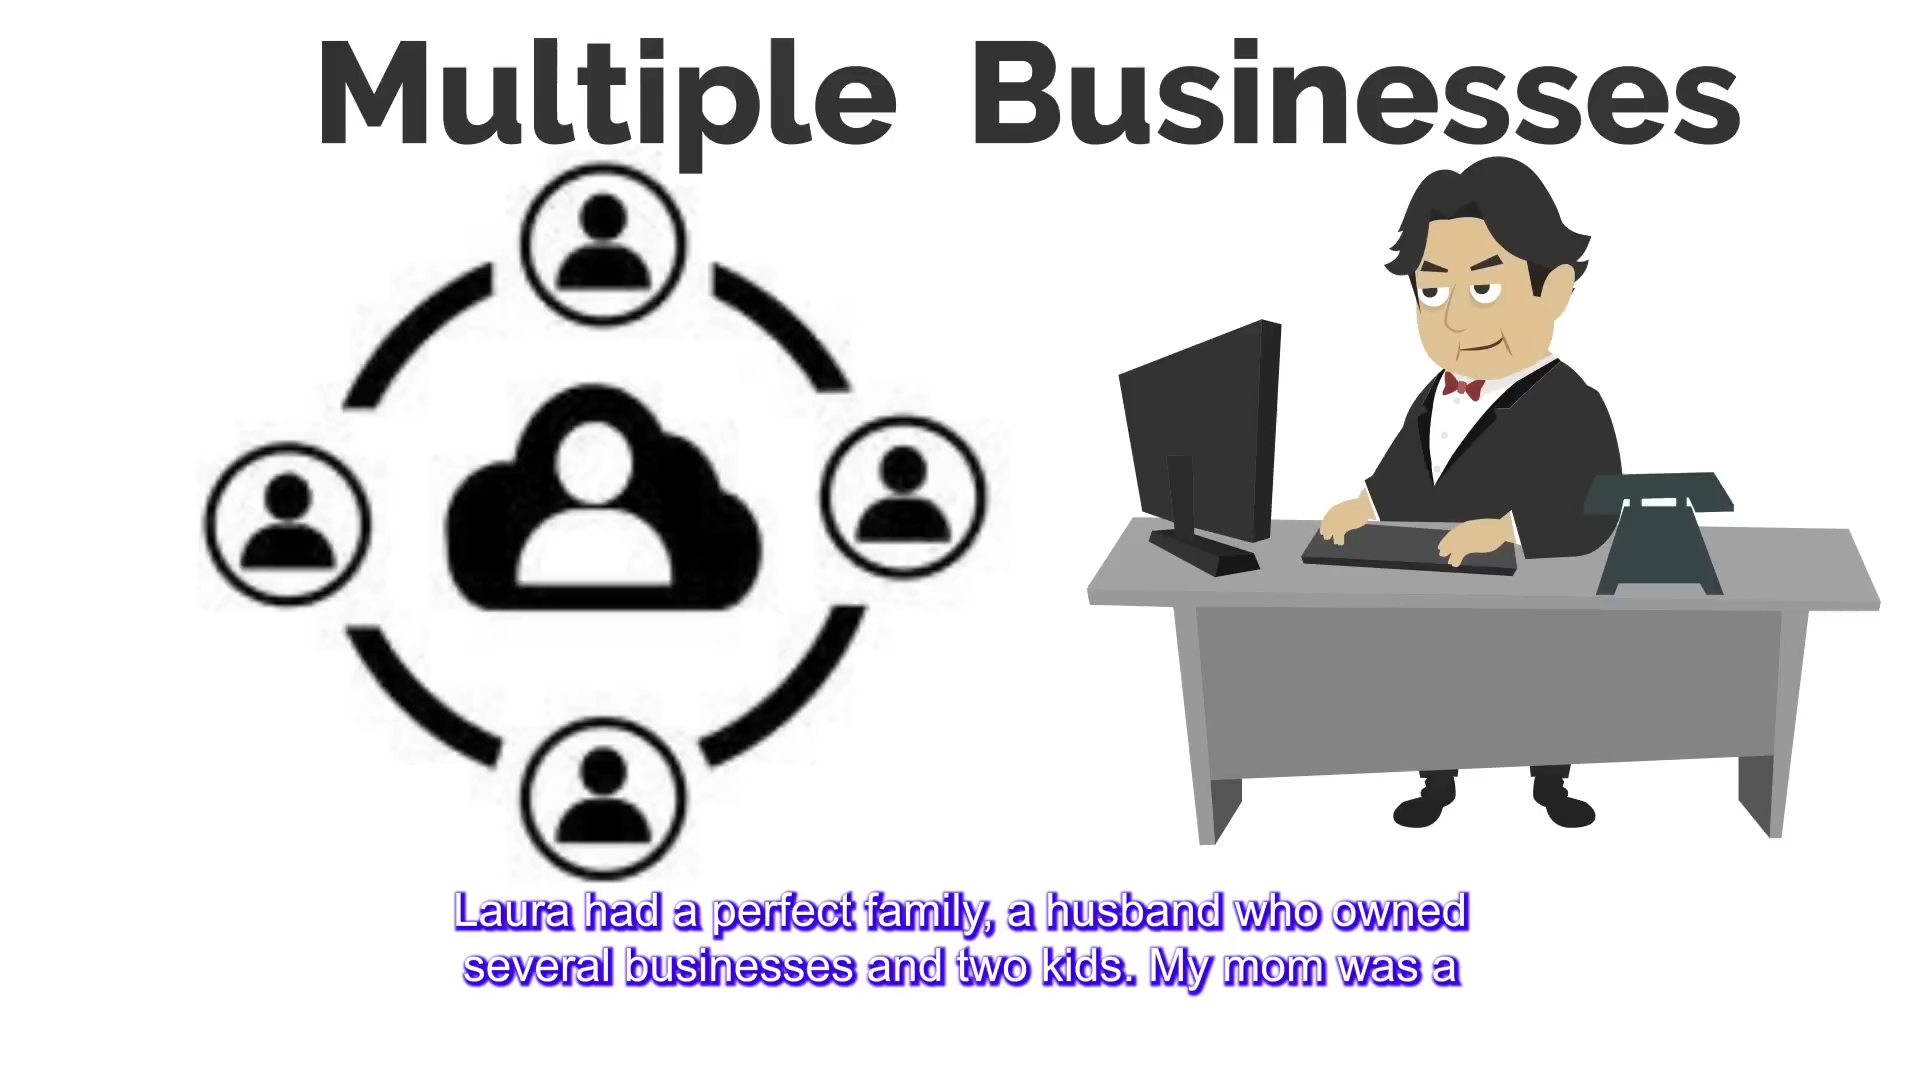 Multiple Businesses
Laura had a perfect family, a husband who owned
several businesses and two kids. My mom was a